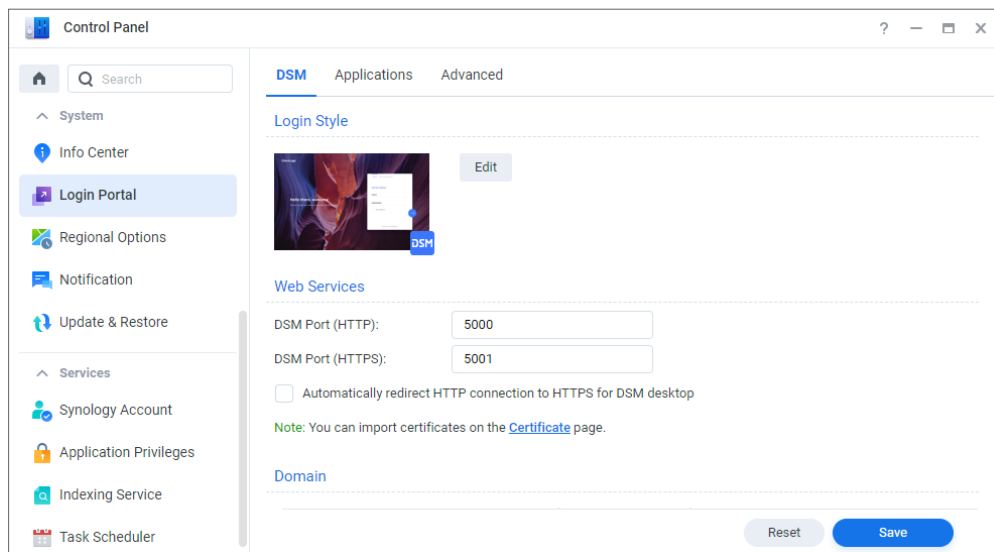 Control Panel
?
Search
System
Info Center
Login Portal
Regional Options
Notification
Update & Restore
Services
Synology Account
Application Privileges
Indexing Service
Task Scheduler
DSM Applications Advanced
Login Style
DSM
Edit
Web Services
DSM Port (HTTP): 5000
DSM Port (HTTPS): 5001
Automatically redirect HTTP connection to HTTPS for DSM desktop
Note: You can import certificates on the Certificate page.
Domain
Reset Save